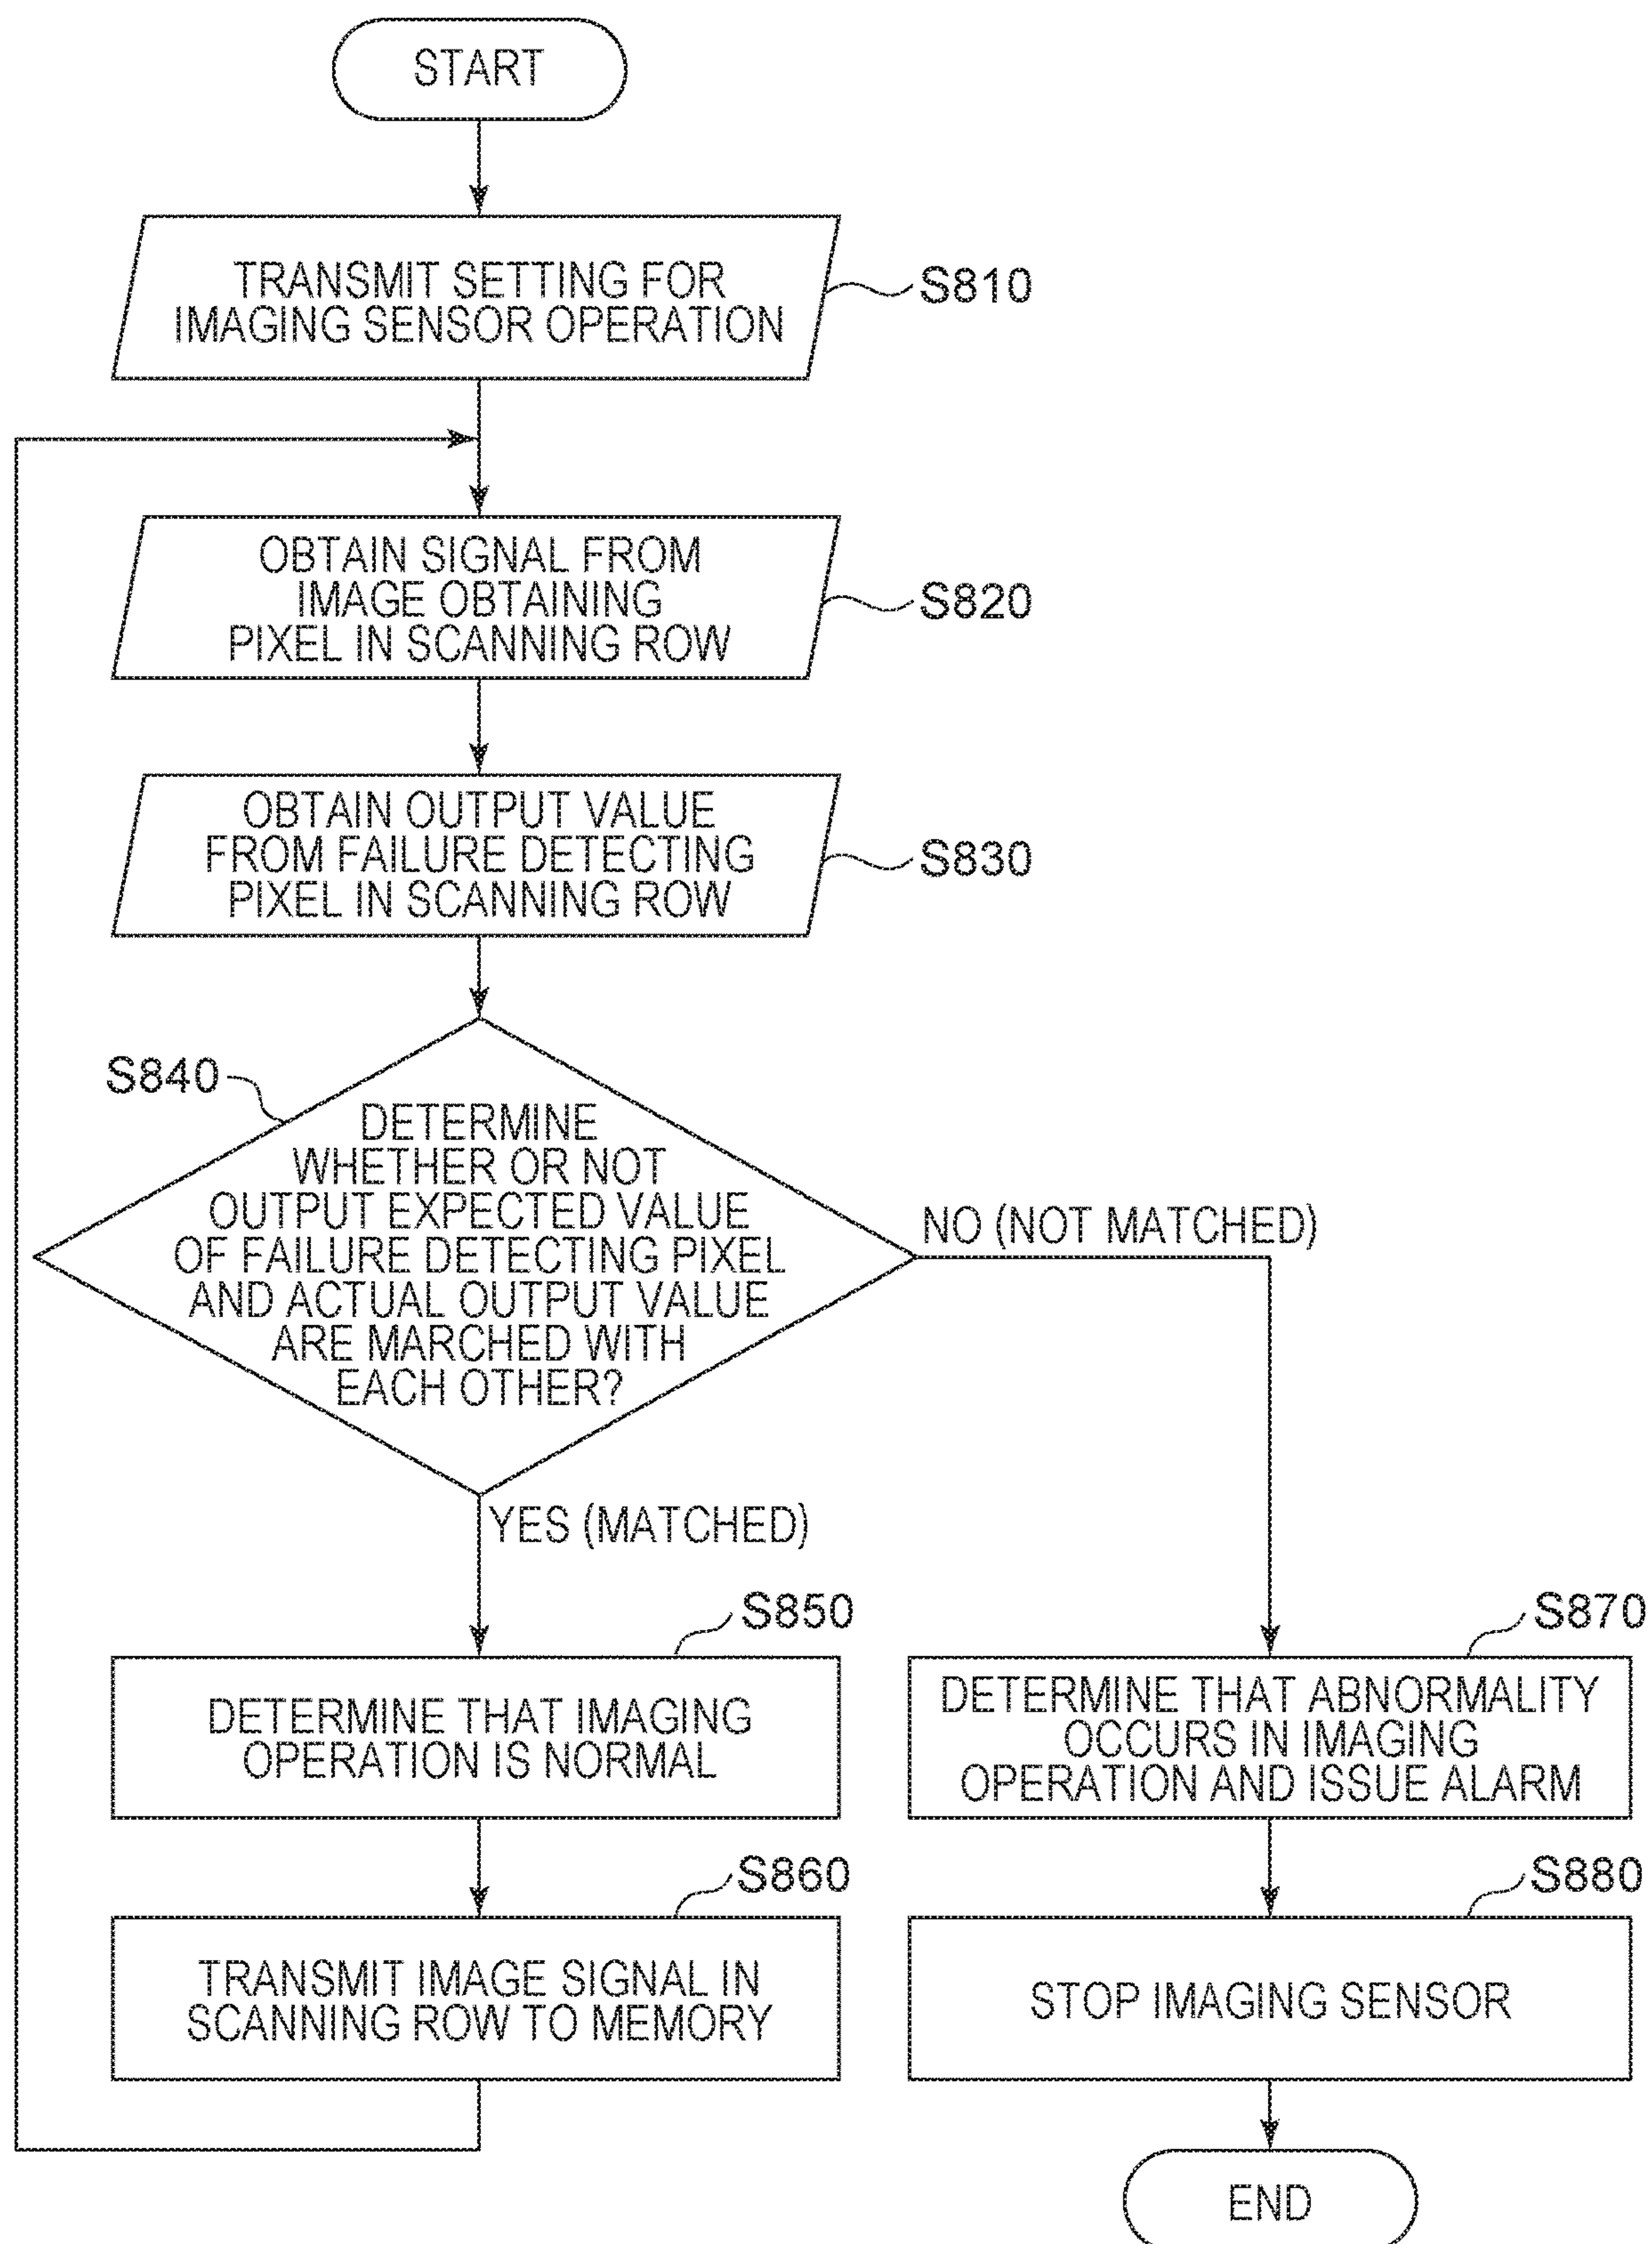 START
TRANSMIT SETTING FOR
IMAGING SENSOR OPERATION
S810
OBTAIN SIGNAL FROM
IMAGE OBTAINING
PIXEL IN SCANNING ROW
S820
OBTAIN OUTPUT VALUE
FROM FAILURE DETECTING
PIXEL IN SCANNING ROW
S830
S840
DETERMINE
WHETHER OR NOT
OUTPUT EXPECTED VALUE
OF FAILURE DETECTING PIXEL
AND ACTUAL OUTPUT VALUE
ARE MARCHED WITH
EACH OTHER?
NO (NOT MATCHED)
YES (MATCHED)
S850
DETERMINE THAT IMAGING
OPERATION IS NORMAL
S870
DETERMINE THAT ABNORMALITY
OCCURS IN IMAGING
OPERATION AND ISSUE ALARM
S860
TRANSMIT IMAGE SIGNAL IN
SCANNING ROW TO MEMORY
S880
STOP IMAGING SENSOR
END